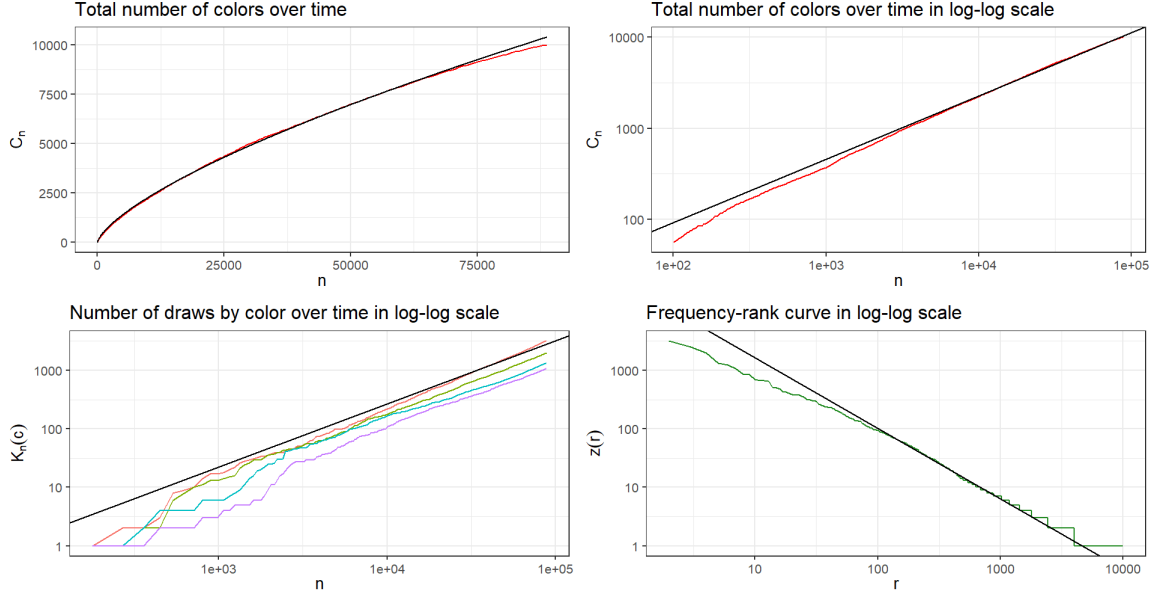 Total number of colors over time
10000
7500
5000
2500
0
Cn
0
25000
50000
75000
n
Total number of colors over time in log-log scale
10000
1000
100
Cn
1e+02
1e+03
1e+04
1e+05
n
Number of draws by color over time in log-log scale
1000
100
10
1
Kn(c)
1e+03
1e+04
1e+05
n
Frequency-rank curve in log-log scale
1000
100
10
1
z(r)
10
100
1000
10000
r